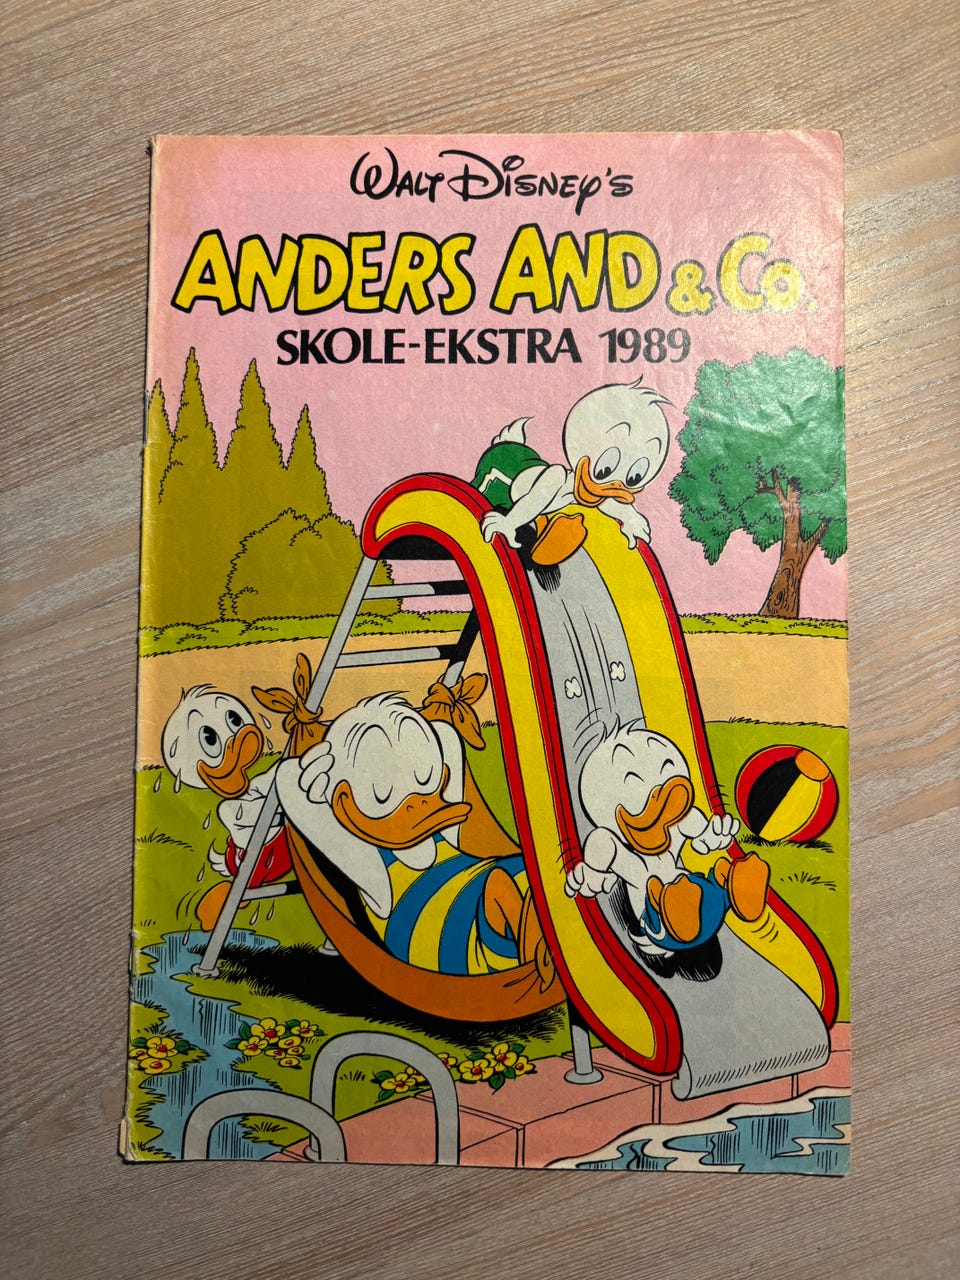 WALT DISNEY'S
ANDERS AND & Co.
SKOLE-EKSTRA 1989